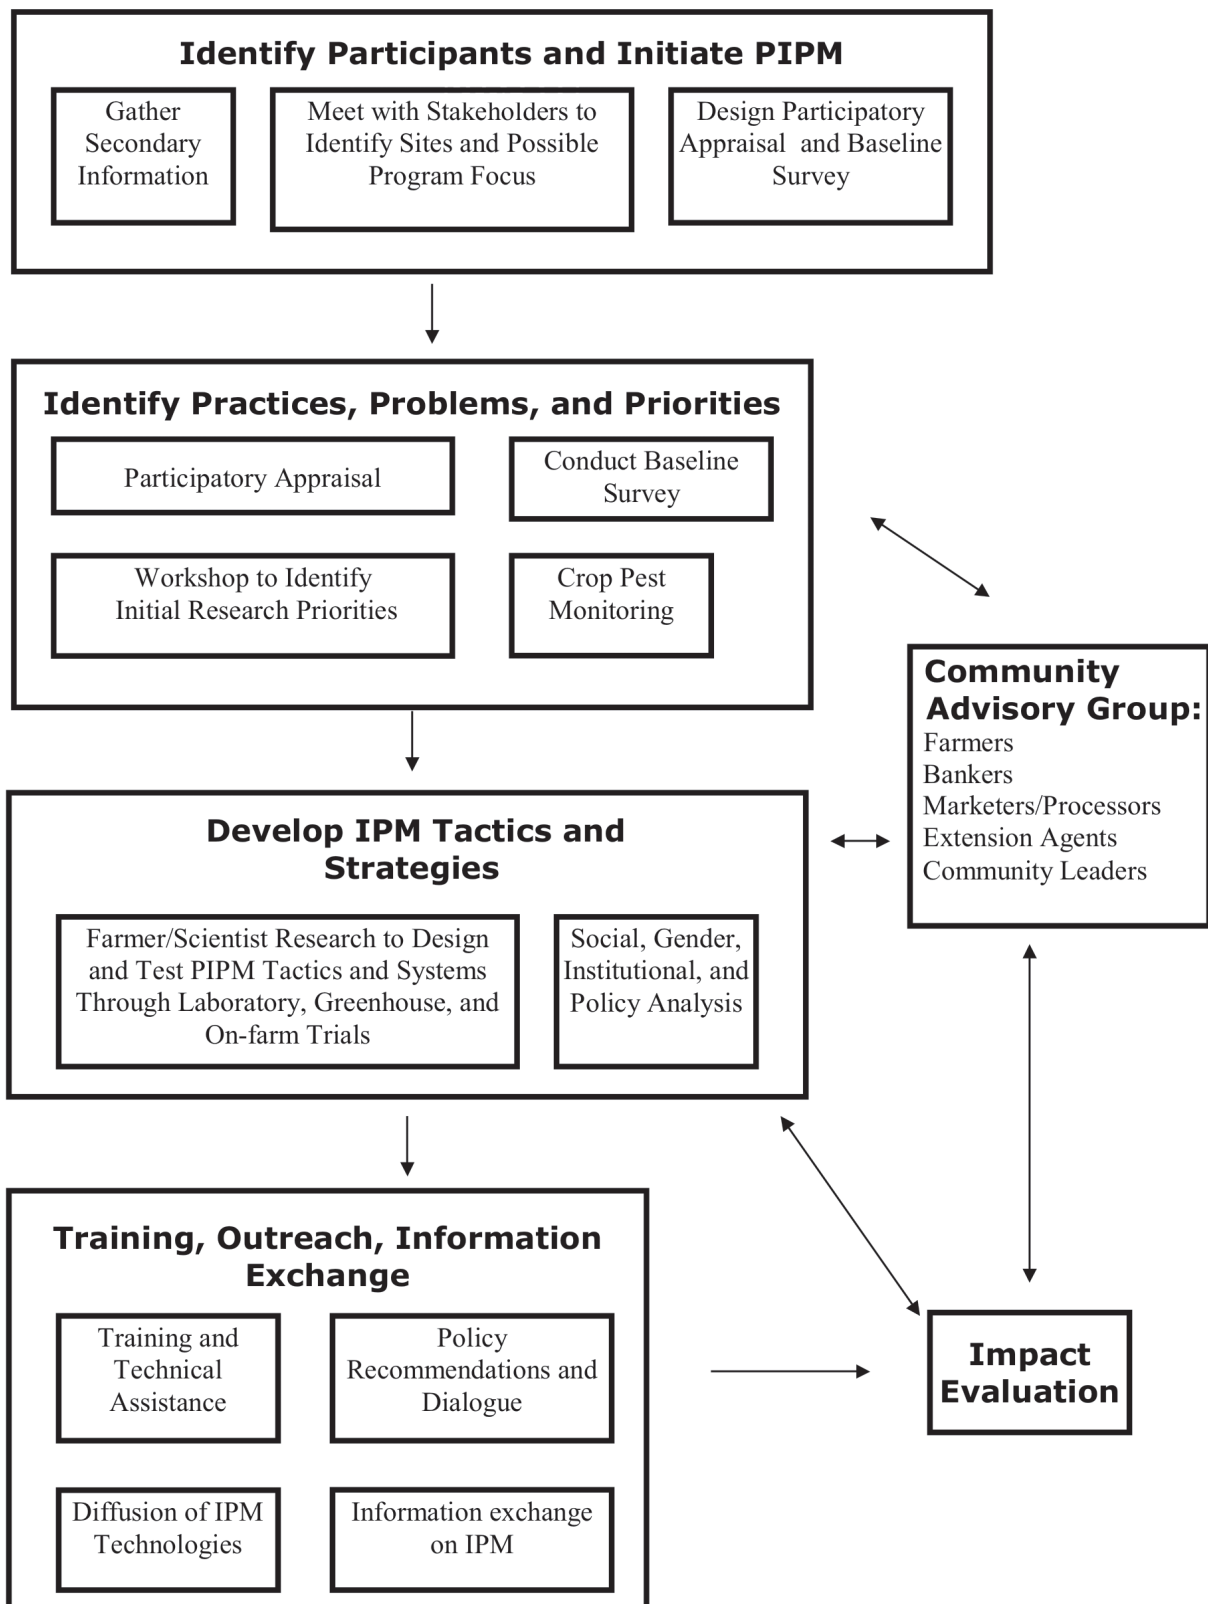 Identify Participants and Initiate PIPM
Gather
Secondary
Information
Meet with Stakeholders to
Identify Sites and Possible
Program Focus
Design Participatory
Appraisal and Baseline
Survey
Identify Practices, Problems, and Priorities
Participatory Appraisal
Conduct Baseline
Survey
Workshop to Identify
Initial Research Priorities
Crop Pest
Monitoring
Community
Advisory Group:
Farmers
Bankers
Marketers/Processors
Extension Agents
Community Leaders
Develop IPM Tactics and
Strategies
Farmer/Scientist Research to Design
and Test PIPM Tactics and Systems
Through Laboratory, Greenhouse, and
On-farm Trials
Social, Gender,
Institutional, and
Policy Analysis
Training, Outreach, Information
Exchange
Training and
Technical
Assistance
Policy
Recommendations and
Dialogue
Diffusion of IPM
Technologies
Information exchange
on IPM
Impact
Evaluation